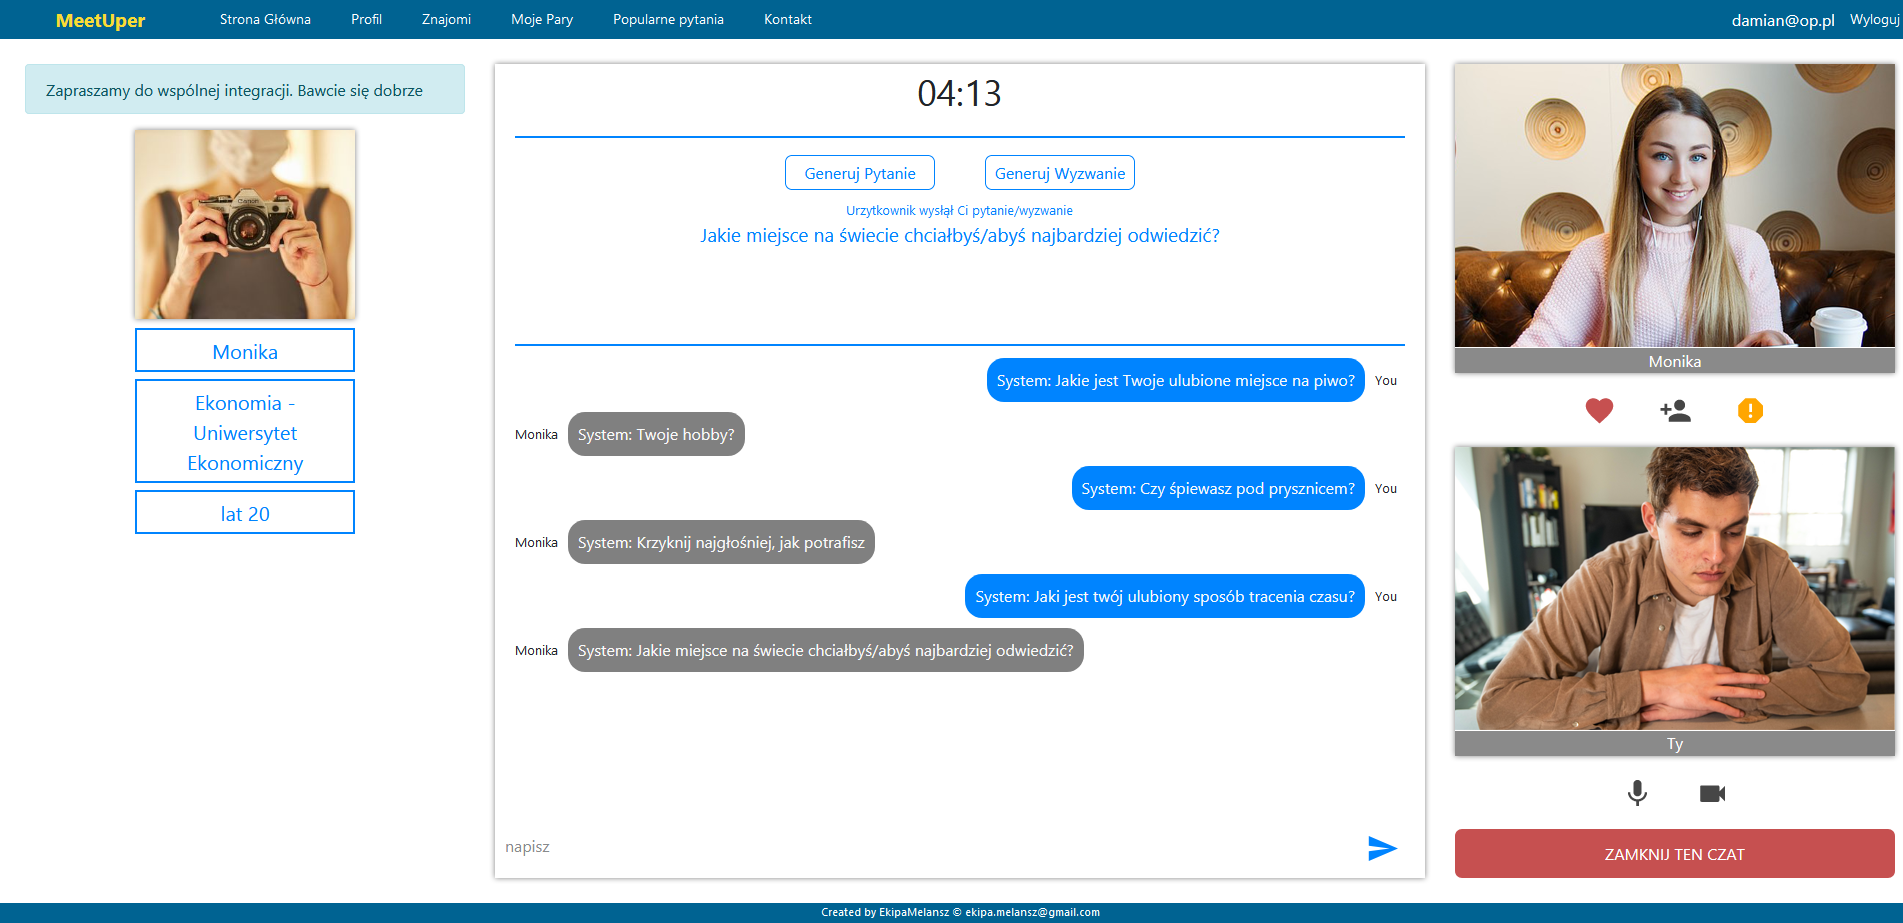 MeetUper
Strona Główna
Profil
Znajomi
Moje Pary
Popularne pytania
Kontakt
damian@op.pl
Wyloguj
Zapraszamy do wspólnej integracji. Bawcie się dobrze
Canon
Monika
Ekonomia -
Uniwersytet
Ekonomiczny
lat 20
04:13
Generuj Pytanie
Generuj Wyzwanie
Urzytkownik wysłął Ci pytanie/wyzwanie
Jakie miejsce na świecie chciałbyś/abyś najbardziej odwiedzić?
System: Jakie jest Twoje ulubione miejsce na piwo? You
Monika System: Twoje hobby?
System: Czy śpiewasz pod prysznicem? You
Monika System: Krzyknij najgłośniej, jak potrafisz
System: Jaki jest twój ulubiony sposób tracenia czasu? You
Monika System: Jakie miejsce na świecie chciałbyś/abyś najbardziej odwiedzić?
napisz
Monika
Ty
ZAMKNIJ TEN CZAT
Created by EkipaMelansz © ekipa.melansz@gmail.com